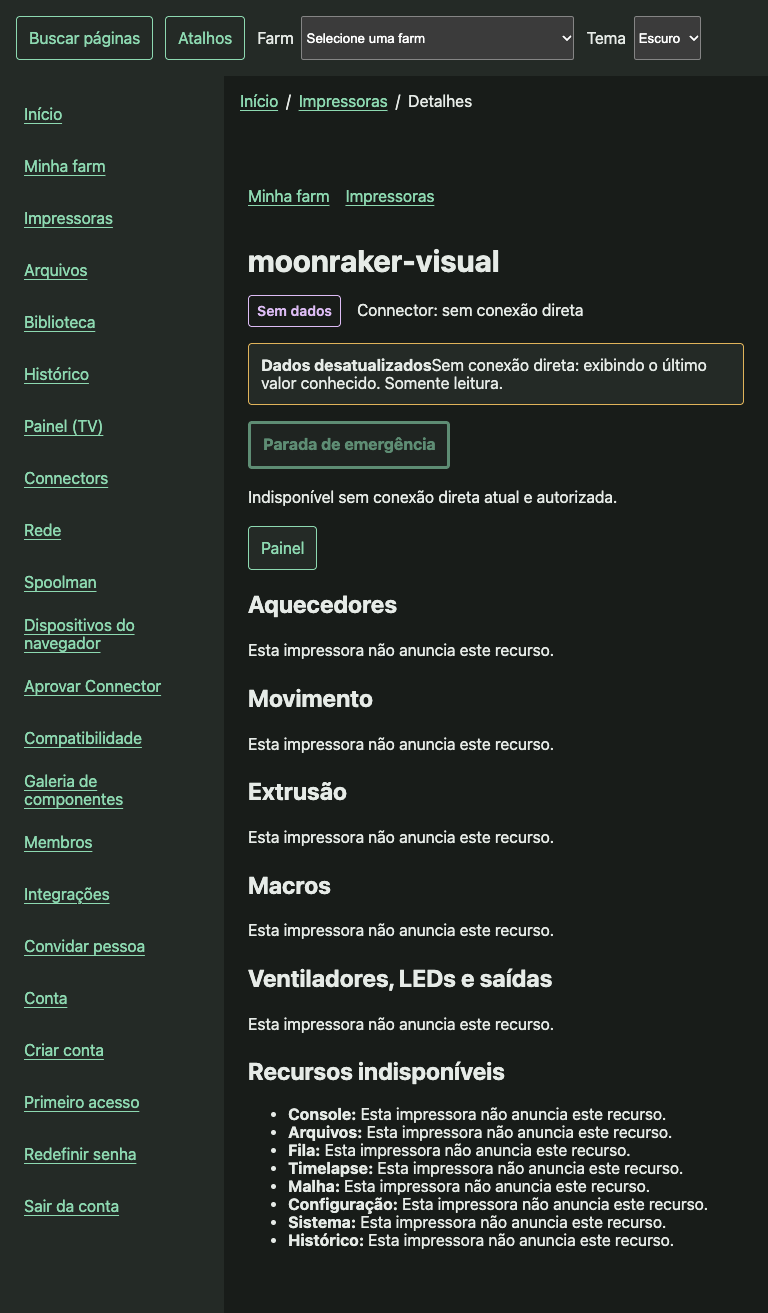 Buscar páginas Atalhos Farm Selecione uma farm Tema Escuro
Início
Minha farm
Impressoras
Arquivos
Biblioteca
Histórico
Painel (TV)
Connectors
Rede
Spoolman
Dispositivos do
navegador
Aprovar Connector
Compatibilidade
Galeria de
componentes
Membros
Integrações
Convidar pessoa
Conta
Criar conta
Primeiro acesso
Redefinir senha
Sair da conta
Início / Impressoras / Detalhes
Minha farm Impressoras
moonraker-visual
Sem dados Connector: sem conexão direta
Dados desatualizadosSem conexão direta: exibindo o último
valor conhecido. Somente leitura.
Parada de emergência
Indisponível sem conexão direta atual e autorizada.
Painel
Aquecedores
Esta impressora não anuncia este recurso.
Movimento
Esta impressora não anuncia este recurso.
Extrusão
Esta impressora não anuncia este recurso.
Macros
Esta impressora não anuncia este recurso.
Ventiladores, LEDs e saídas
Esta impressora não anuncia este recurso.
Recursos indisponíveis
• Console: Esta impressora não anuncia este recurso.
• Arquivos: Esta impressora não anuncia este recurso.
• Fila: Esta impressora não anuncia este recurso.
• Timelapse: Esta impressora não anuncia este recurso.
• Malha: Esta impressora não anuncia este recurso.
• Configuração: Esta impressora não anuncia este recurso.
• Sistema: Esta impressora não anuncia este recurso.
• Histórico: Esta impressora não anuncia este recurso.